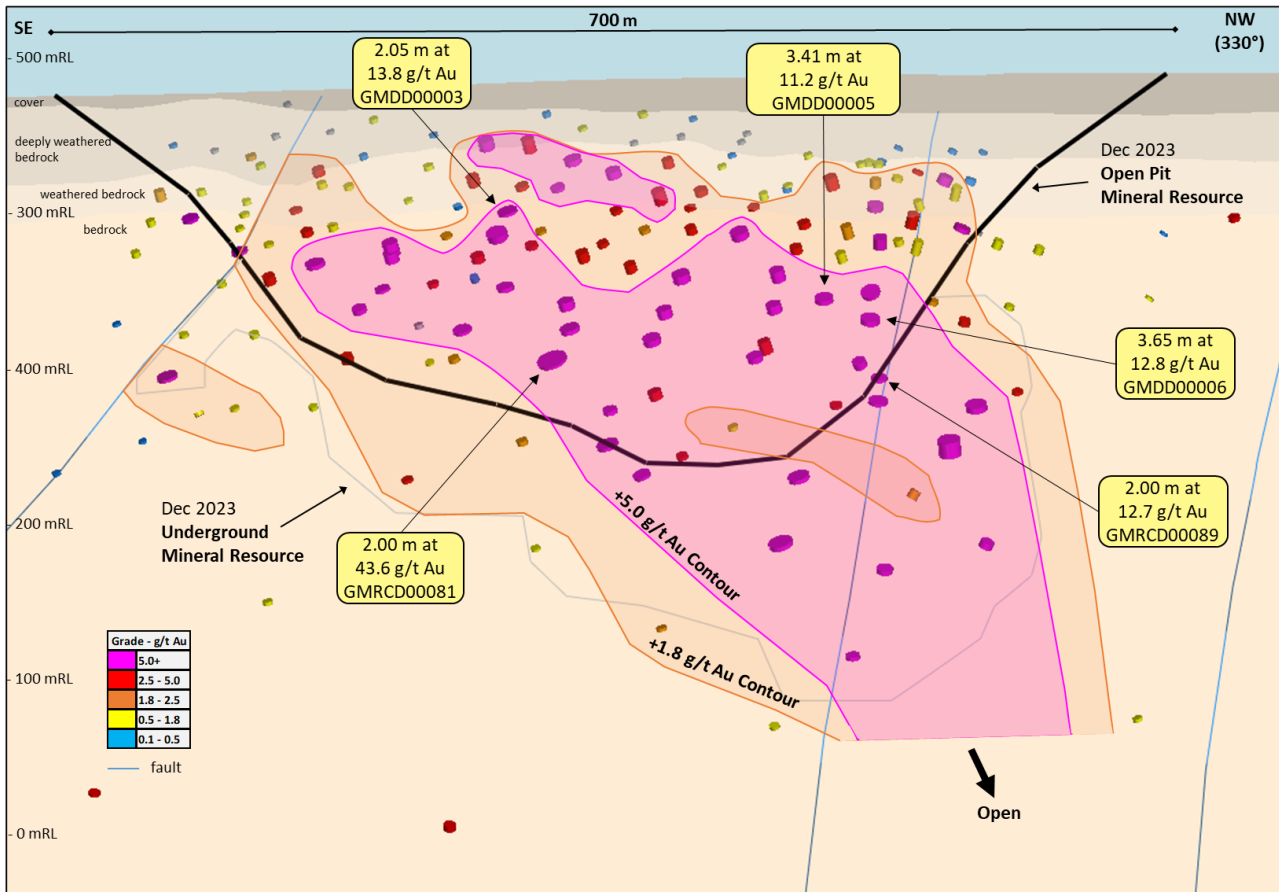 SE
700 m
NW
(330°)
- 500 mRL
2.05 m at
13.8 g/t Au
GMDD00003
3.41 m at
11.2 g/t Au
GMDD00005
cover
deeply weathered
bedrock
Dec 2023
Open Pit
Mineral Resource
weathered bedrock
- 300 mRL
bedrock
3.65 m at
12.8 g/t Au
GMDD00006
- 400 mRL
2.00 m at
12.7 g/t Au
GMRCD00089
Dec 2023
Underground
Mineral Resource
- 200 mRL
2.00 m at
43.6 g/t Au
GMRCD00081
+5.0 g/t Au Contour
+1.8 g/t Au Contour
Grade - g/t Au
5.0+
2.5 - 5.0
1.8 - 2.5
0.5 - 1.8
0.1 - 0.5
fault
- 100 mRL
Open
- 0 mRL